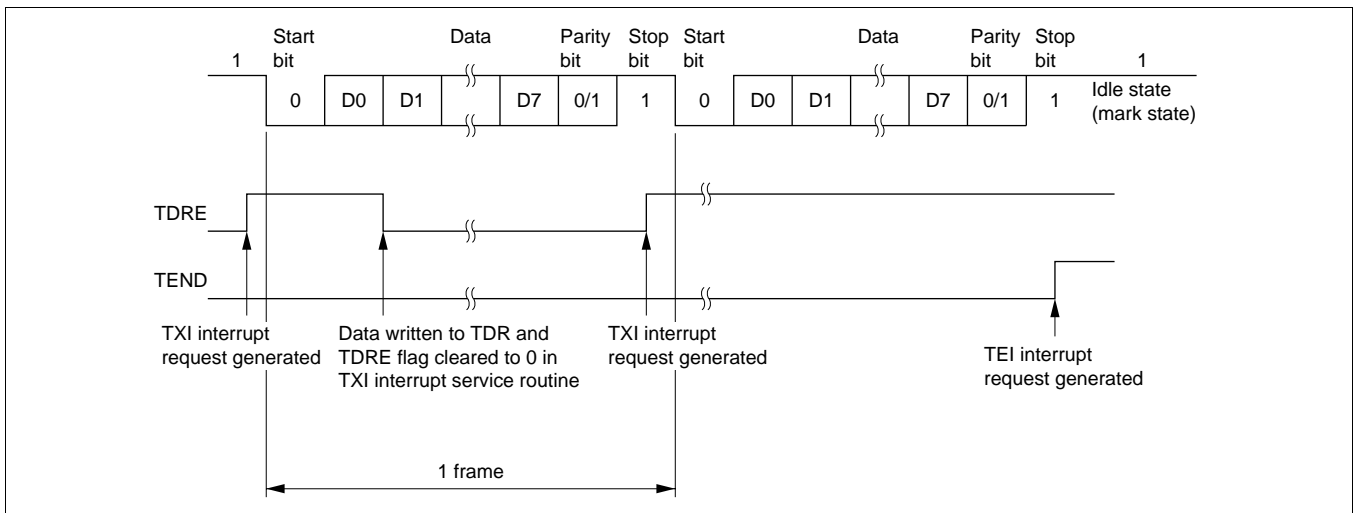 Start Data Parity Stop Start Data Parity Stop
1 bit bit bit bit bit bit 1
0 D0 D1 D7 0/1 1 0 D0 D1 D7 0/1 1 Idle state
(mark state)
TDRE
TEND
TXI interrupt
request generated
Data written to TDR and
TDRE flag cleared to 0 in
TXI interrupt service routine
TXI interrupt
request generated
TEI interrupt
request generated
1 frame